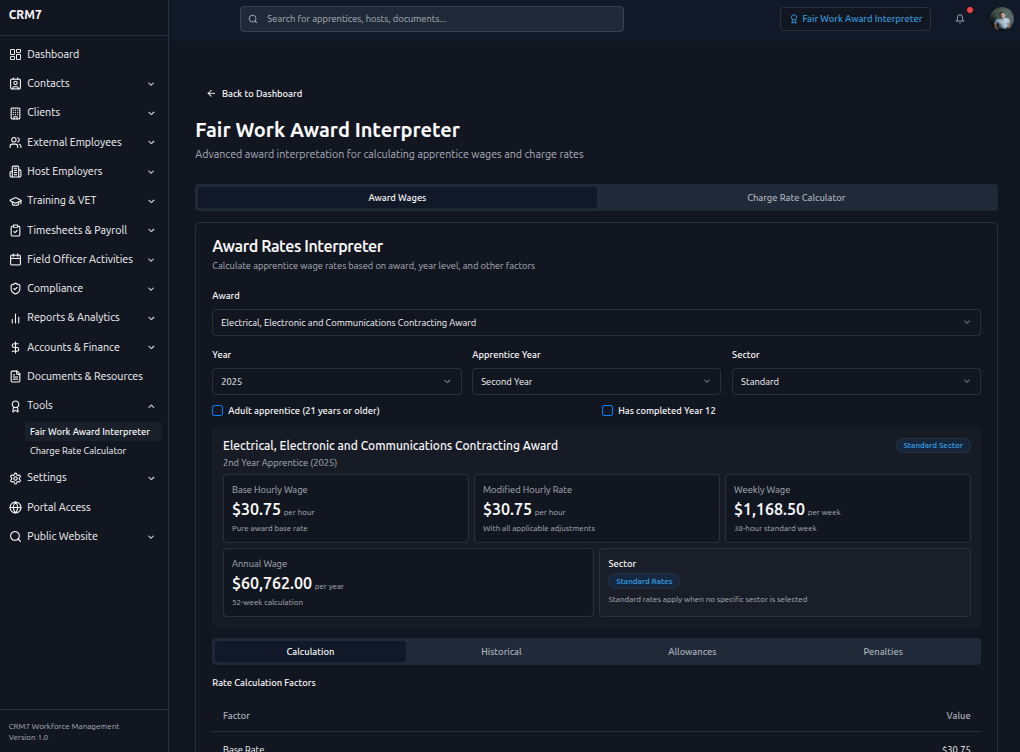 CRM7
Search for apprentices, hosts, documents...
Fair Work Award Interpreter
Dashboard
Contacts
Clients
External Employees
Host Employers
Training & VET
Timesheets & Payroll
Field Officer Activities
Compliance
Reports & Analytics
Accounts & Finance
Documents & Resources
Tools
Fair Work Award Interpreter
Charge Rate Calculator
Settings
Portal Access
Public Website
CRM7 Workforce Management
Version 1.0
Back to Dashboard
Fair Work Award Interpreter
Advanced award interpretation for calculating apprentice wages and charge rates
Award Wages
Charge Rate Calculator
Award Rates Interpreter
Calculate apprentice wage rates based on award, year level, and other factors
Award
Electrical, Electronic and Communications Contracting Award
Year
Apprentice Year
Sector
2025
Second Year
Standard
Adult apprentice (21 years or older)
Has completed Year 12
Electrical, Electronic and Communications Contracting Award
Standard Sector
2nd Year Apprentice (2025)
Base Hourly Wage
$30.75 per hour
Pure award base rate
Modified Hourly Rate
$30.75 per hour
With all applicable adjustments
Weekly Wage
$1,168.50 per week
38-hour standard week
Annual Wage
$60,762.00 per year
52-week calculation
Sector
Standard Rates
Standard rates apply when no specific sector is selected
Calculation
Historical
Allowances
Penalties
Rate Calculation Factors
Factor
Value
Base Rate
$30.75